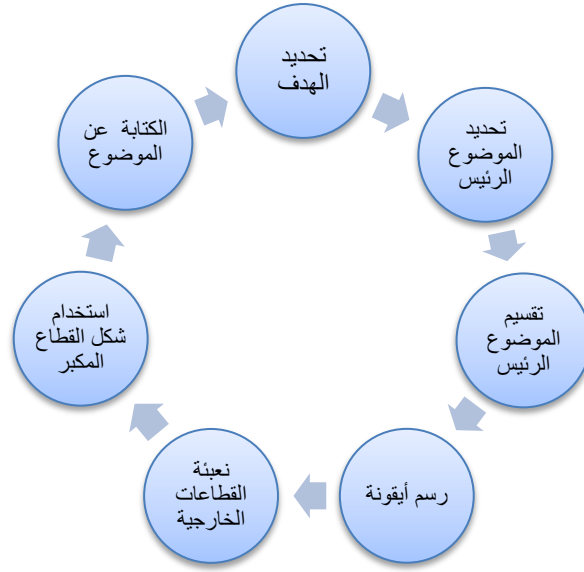 تحديد
الهدف
تحديد
الموضوع
الرئيس
تقسيم
الموضوع
الرئيس
رسم أيقونة
نعبئة
القطاعات
الخارجية
استخدام
شكل القطاع
المكبر
الكتابة عن
الموضوع